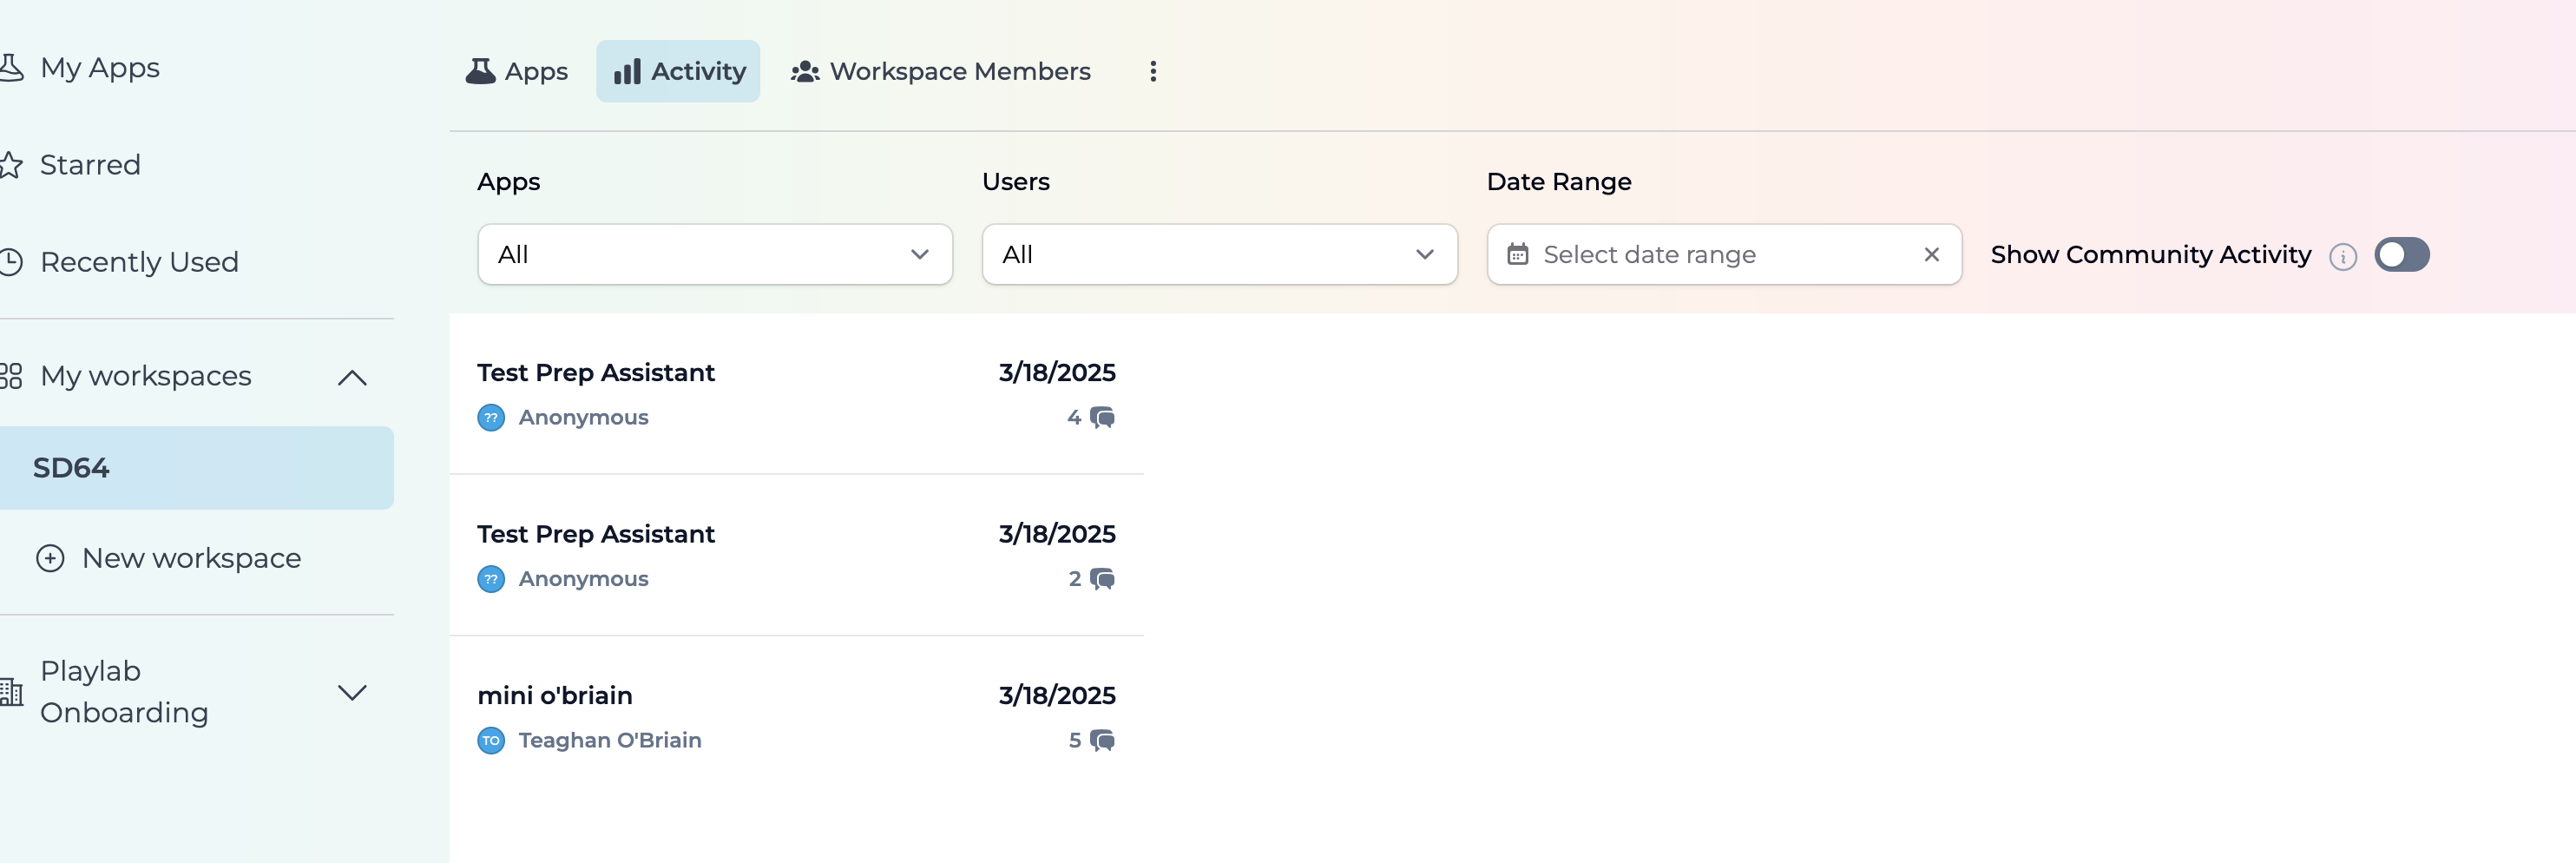 My Apps
Starred
Recently Used
My workspaces
SD64
New workspace
Playlab
Onboarding
Apps
Activity
Workspace Members
Apps
Users
Date Range
All
All
Select date range
Show Community Activity
Test Prep Assistant
3/18/2025
?? Anonymous
4
Test Prep Assistant
3/18/2025
?? Anonymous
2
mini o'briain
3/18/2025
TO Teaghan O'Briain
5